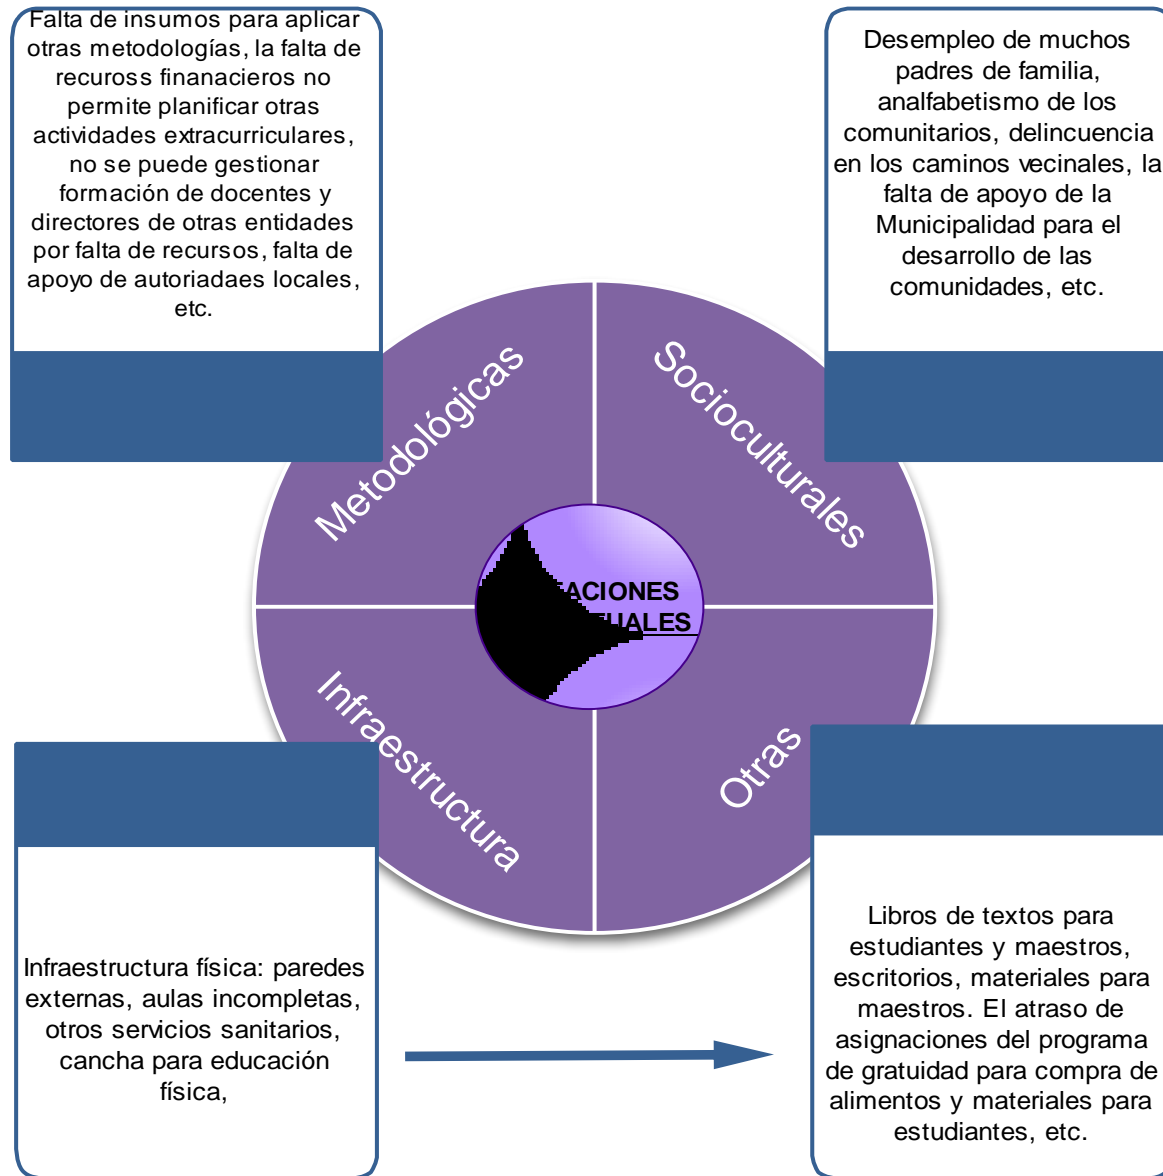 Falta de insumos para aplicar
otras metodologías, la falta de
recuross finanacieros no
permite planificar otras
actividades extracurriculares,
no se puede gestionar
formación de docentes y
directores de otras entidades
por falta de recursos, falta de
apoyo de autoriadaes locales,
etc.
Desempleo de muchos
padres de familia,
analfabetismo de los
comunitarios, delincuencia
en los caminos vecinales, la
falta de apoyo de la
Municipalidad para el
desarrollo de las
comunidades, etc.
Metodológicas
Socioculturales
Infraestructura
Otras
Infraestructura física: paredes
externas, aulas incompletas,
otros servicios sanitarios,
cancha para educación
física,
Libros de textos para
estudiantes y maestros,
escritorios, materiales para
maestros. El atraso de
asignaciones del programa
de gratuidad para compra de
alimentos y materiales para
estudiantes, etc.